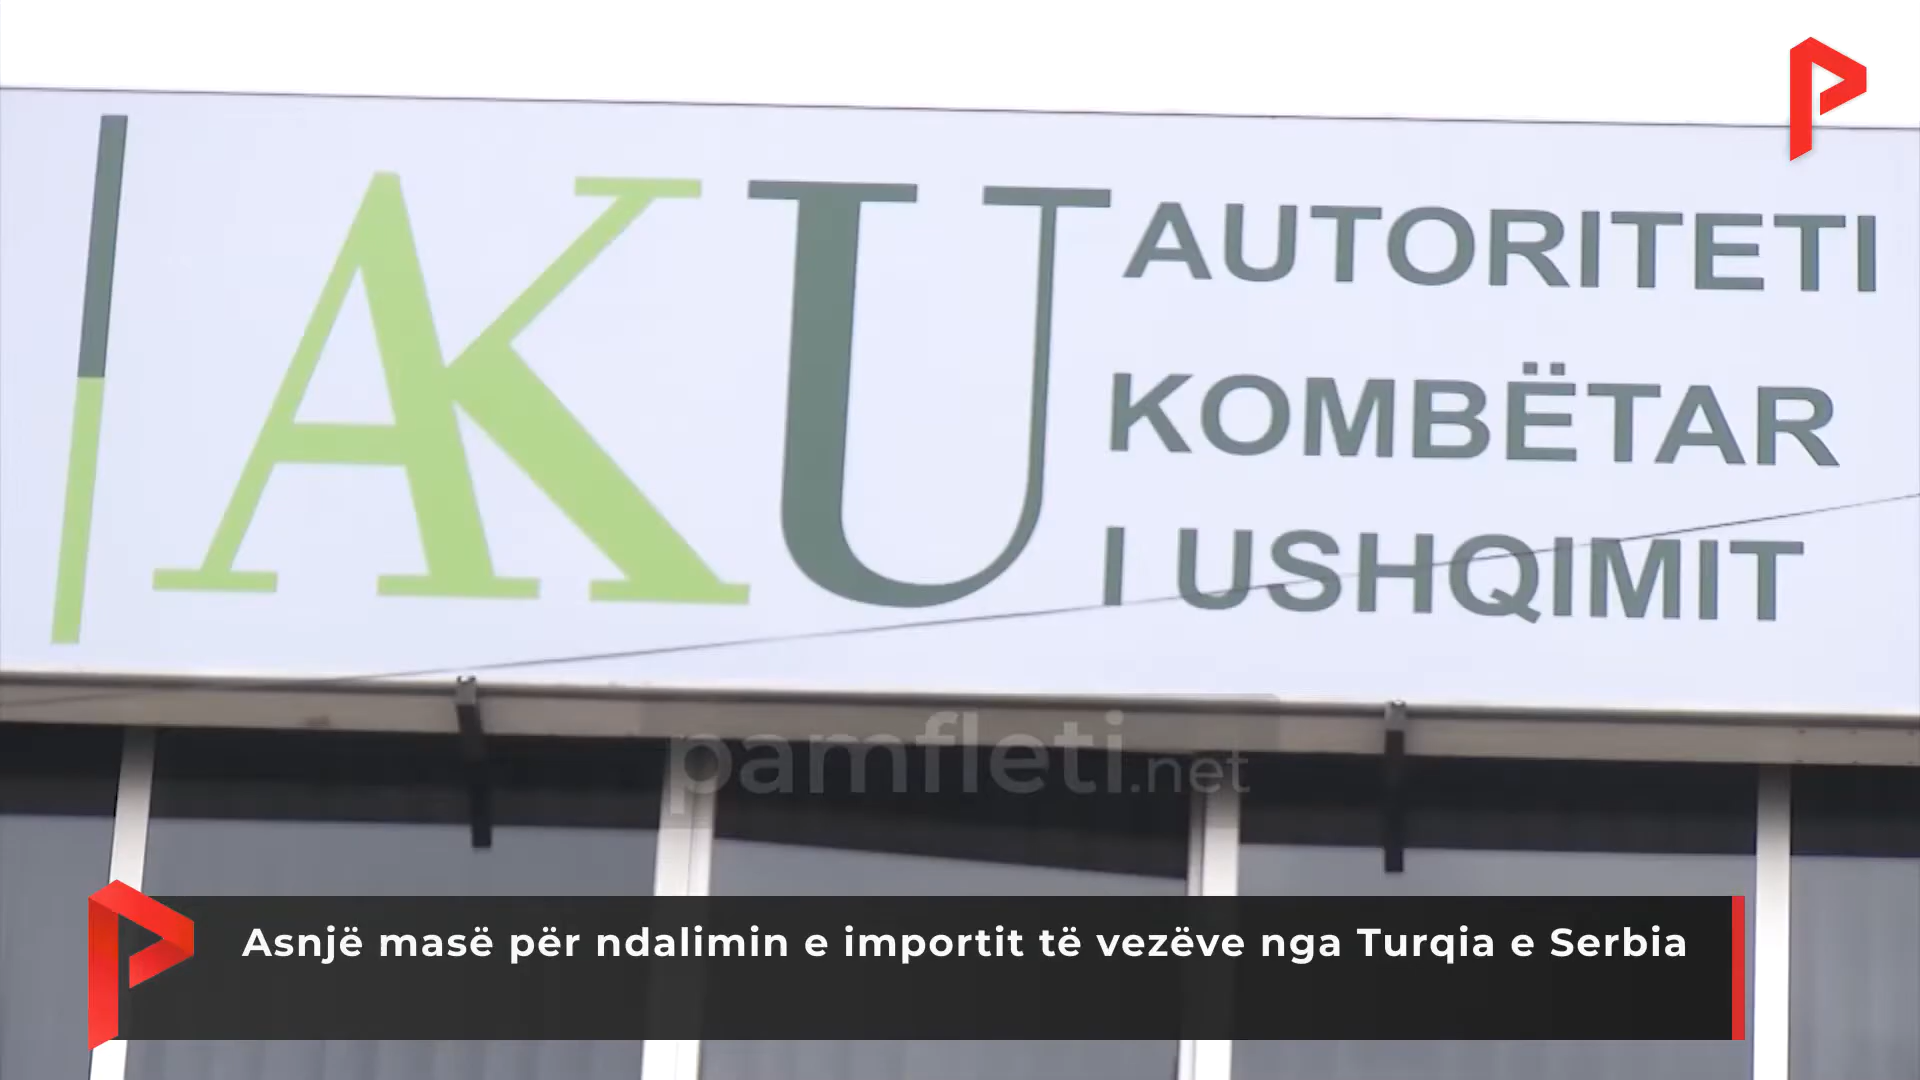 AKU
AUTORITETI
KOMBËTAR
I USHQIMIT
pamfleti.net
Asnjë masë për ndalimin e importit të vezëve nga Turqia e Serbia